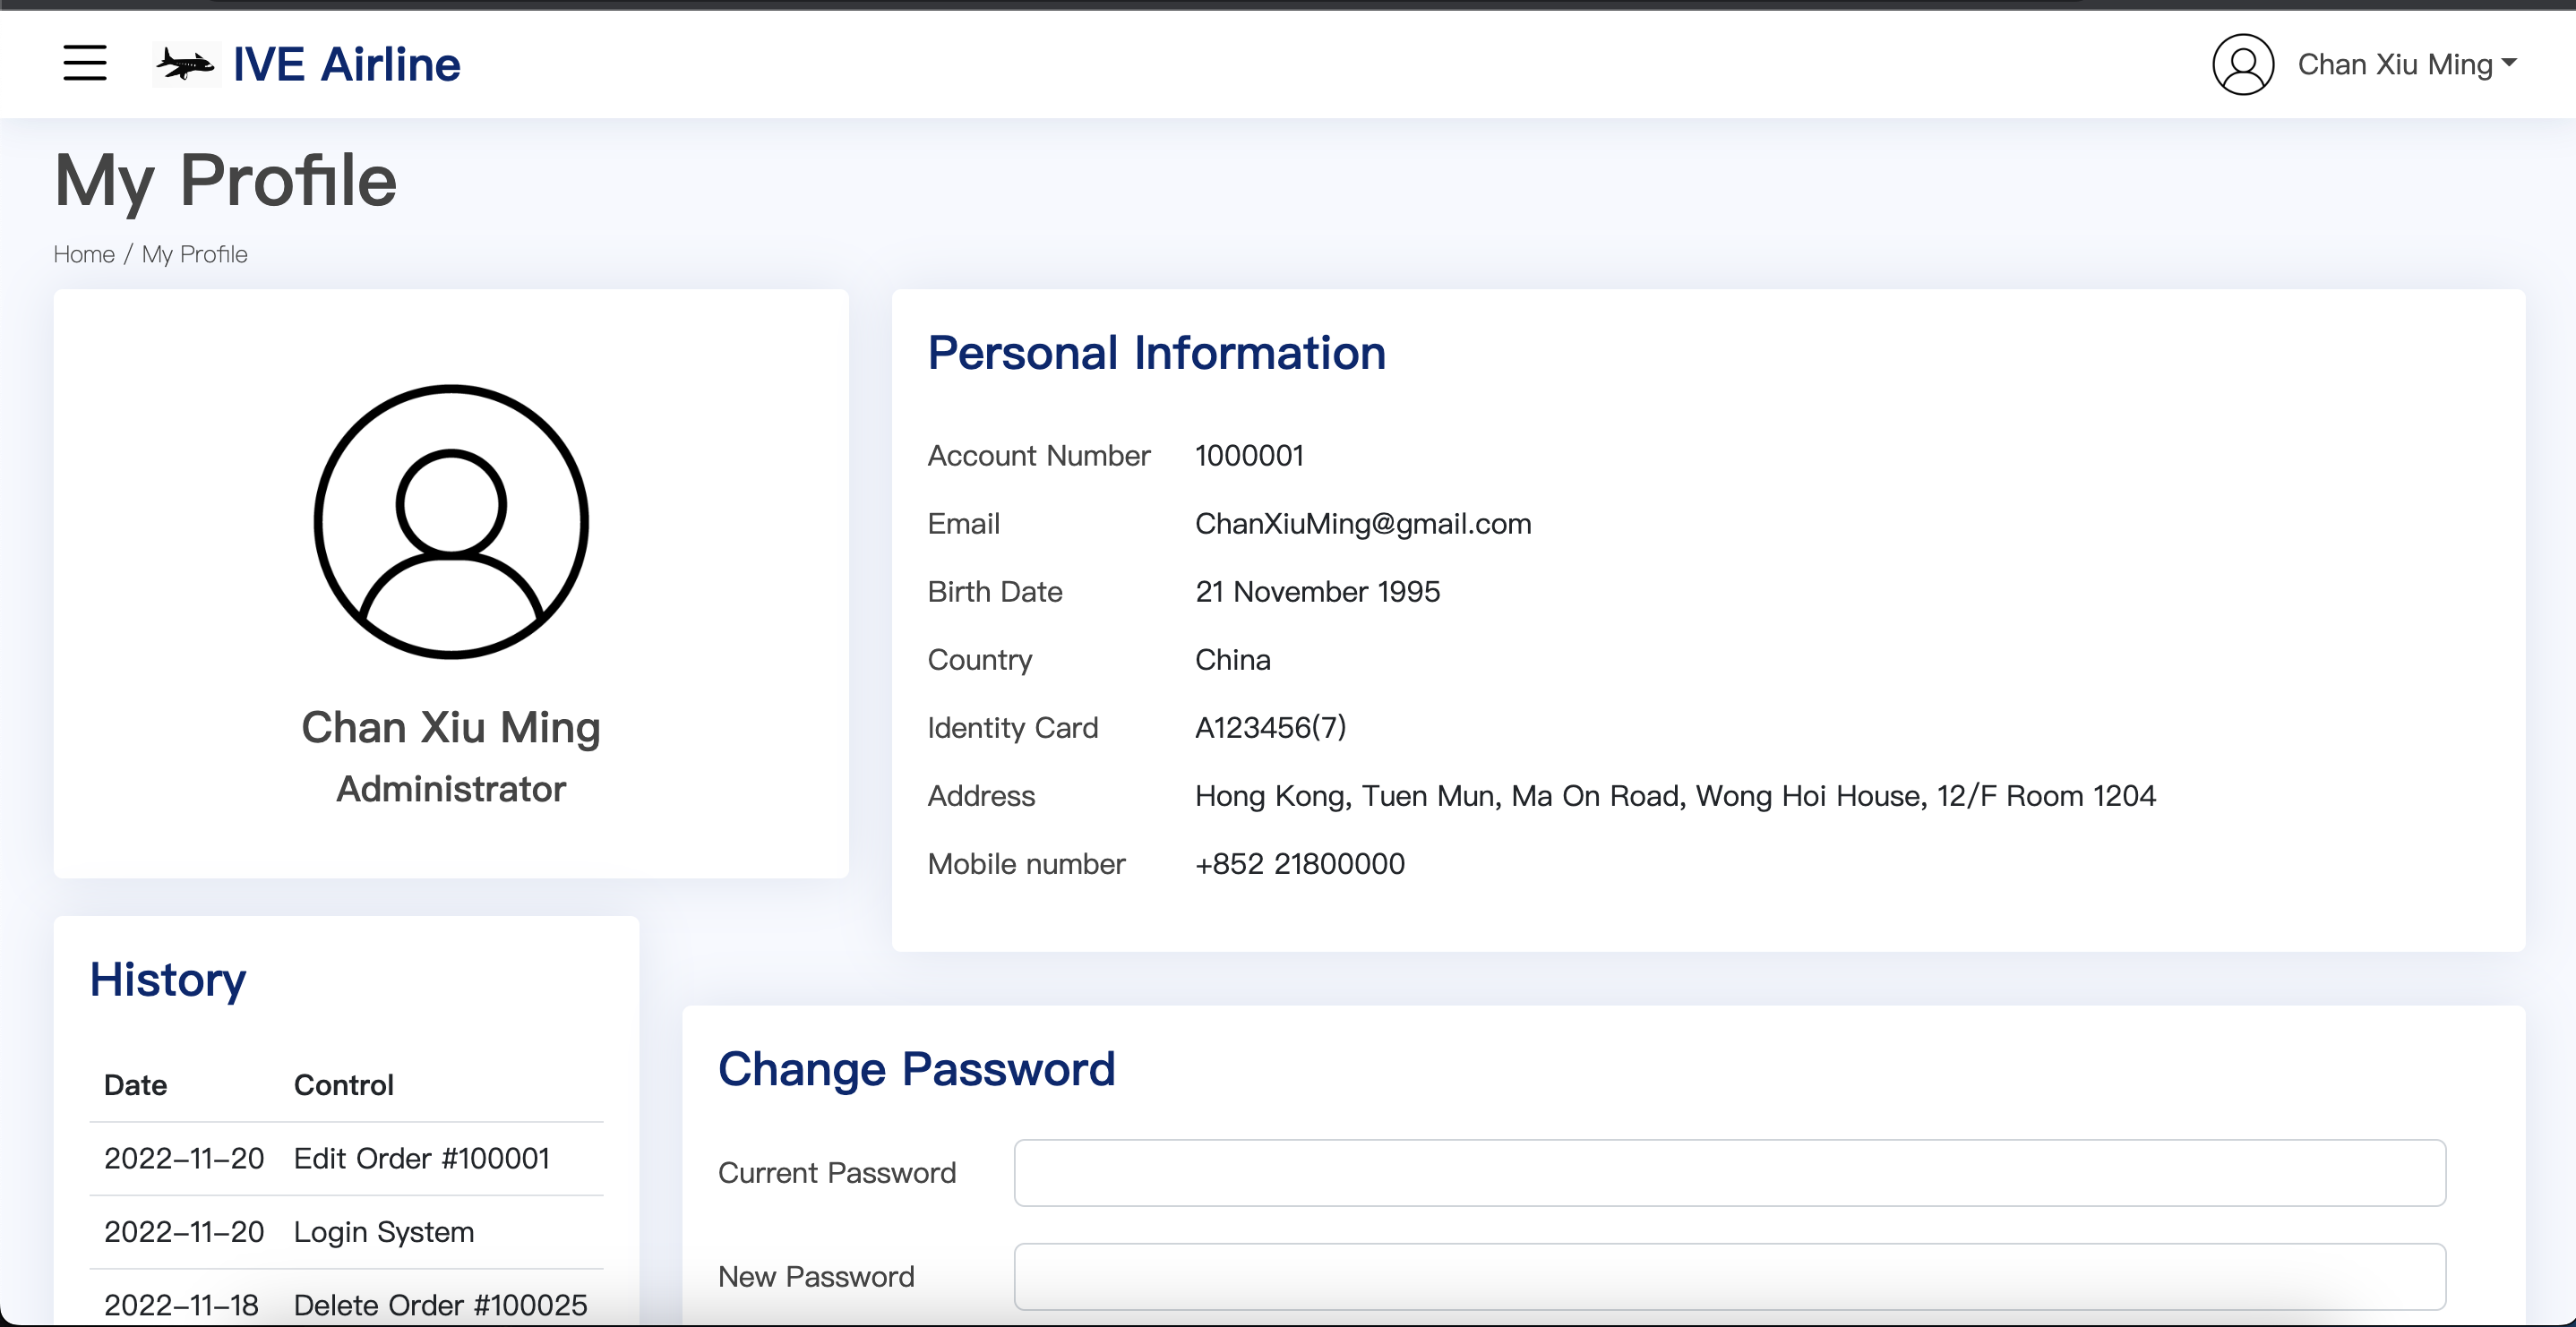 IVE Airline
Chan Xiu Ming
My Profile
Home / My Profile
Chan Xiu Ming
Administrator
Personal Information
Account Number 1000001
Email ChanXiuMing@gmail.com
Birth Date 21 November 1995
Country China
Identity Card A123456(7)
Address Hong Kong, Tuen Mun, Ma On Road, Wong Hoi House, 12/F Room 1204
Mobile number +852 21800000
History
Date Control
2022-11-20 Edit Order #100001
2022-11-20 Login System
2022-11-18 Delete Order #100025
Change Password
Current Password
New Password